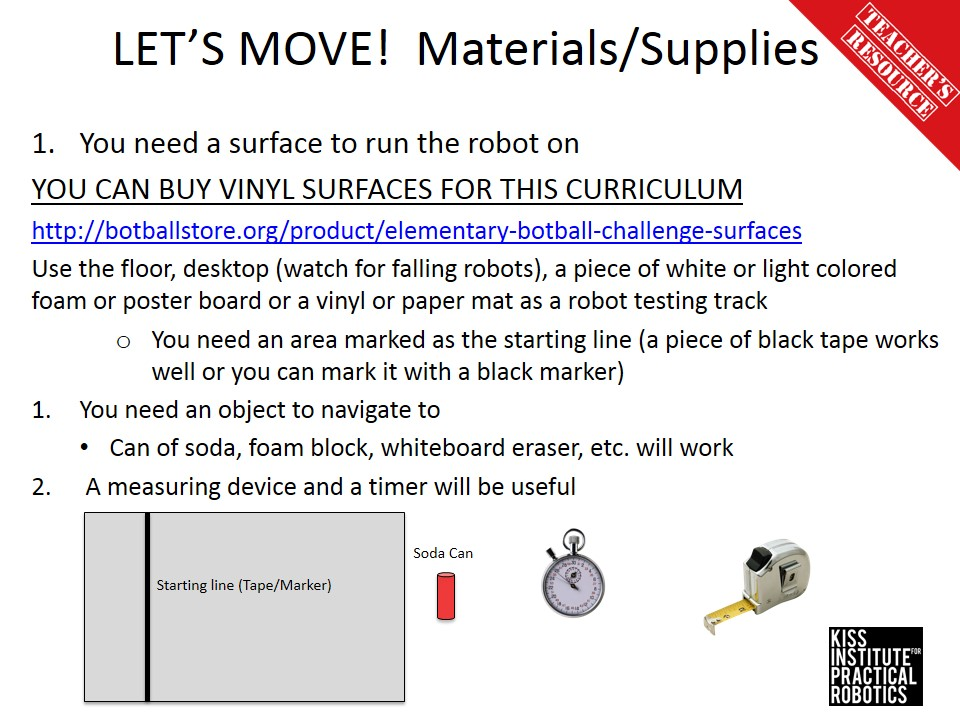 LET’S MOVE!  Materials/Supplies
TEACHER'S
RESOURCE
1. You need a surface to run the robot on
YOU CAN BUY VINYL SURFACES FOR THIS CURRICULUM
http://botballstore.org/product/elementary-botball-challenge-surfaces
Use the floor, desktop (watch for falling robots), a piece of white or light colored
foam or poster board or a vinyl or paper mat as a robot testing track
o You need an area marked as the starting line (a piece of black tape works
well or you can mark it with a black marker)
1. You need an object to navigate to
• Can of soda, foam block, whiteboard eraser, etc. will work
2. A measuring device and a timer will be useful
Soda Can
Starting line (Tape/Marker)
KISS
INSTITUTE FOR
PRACTICAL
ROBOTICS